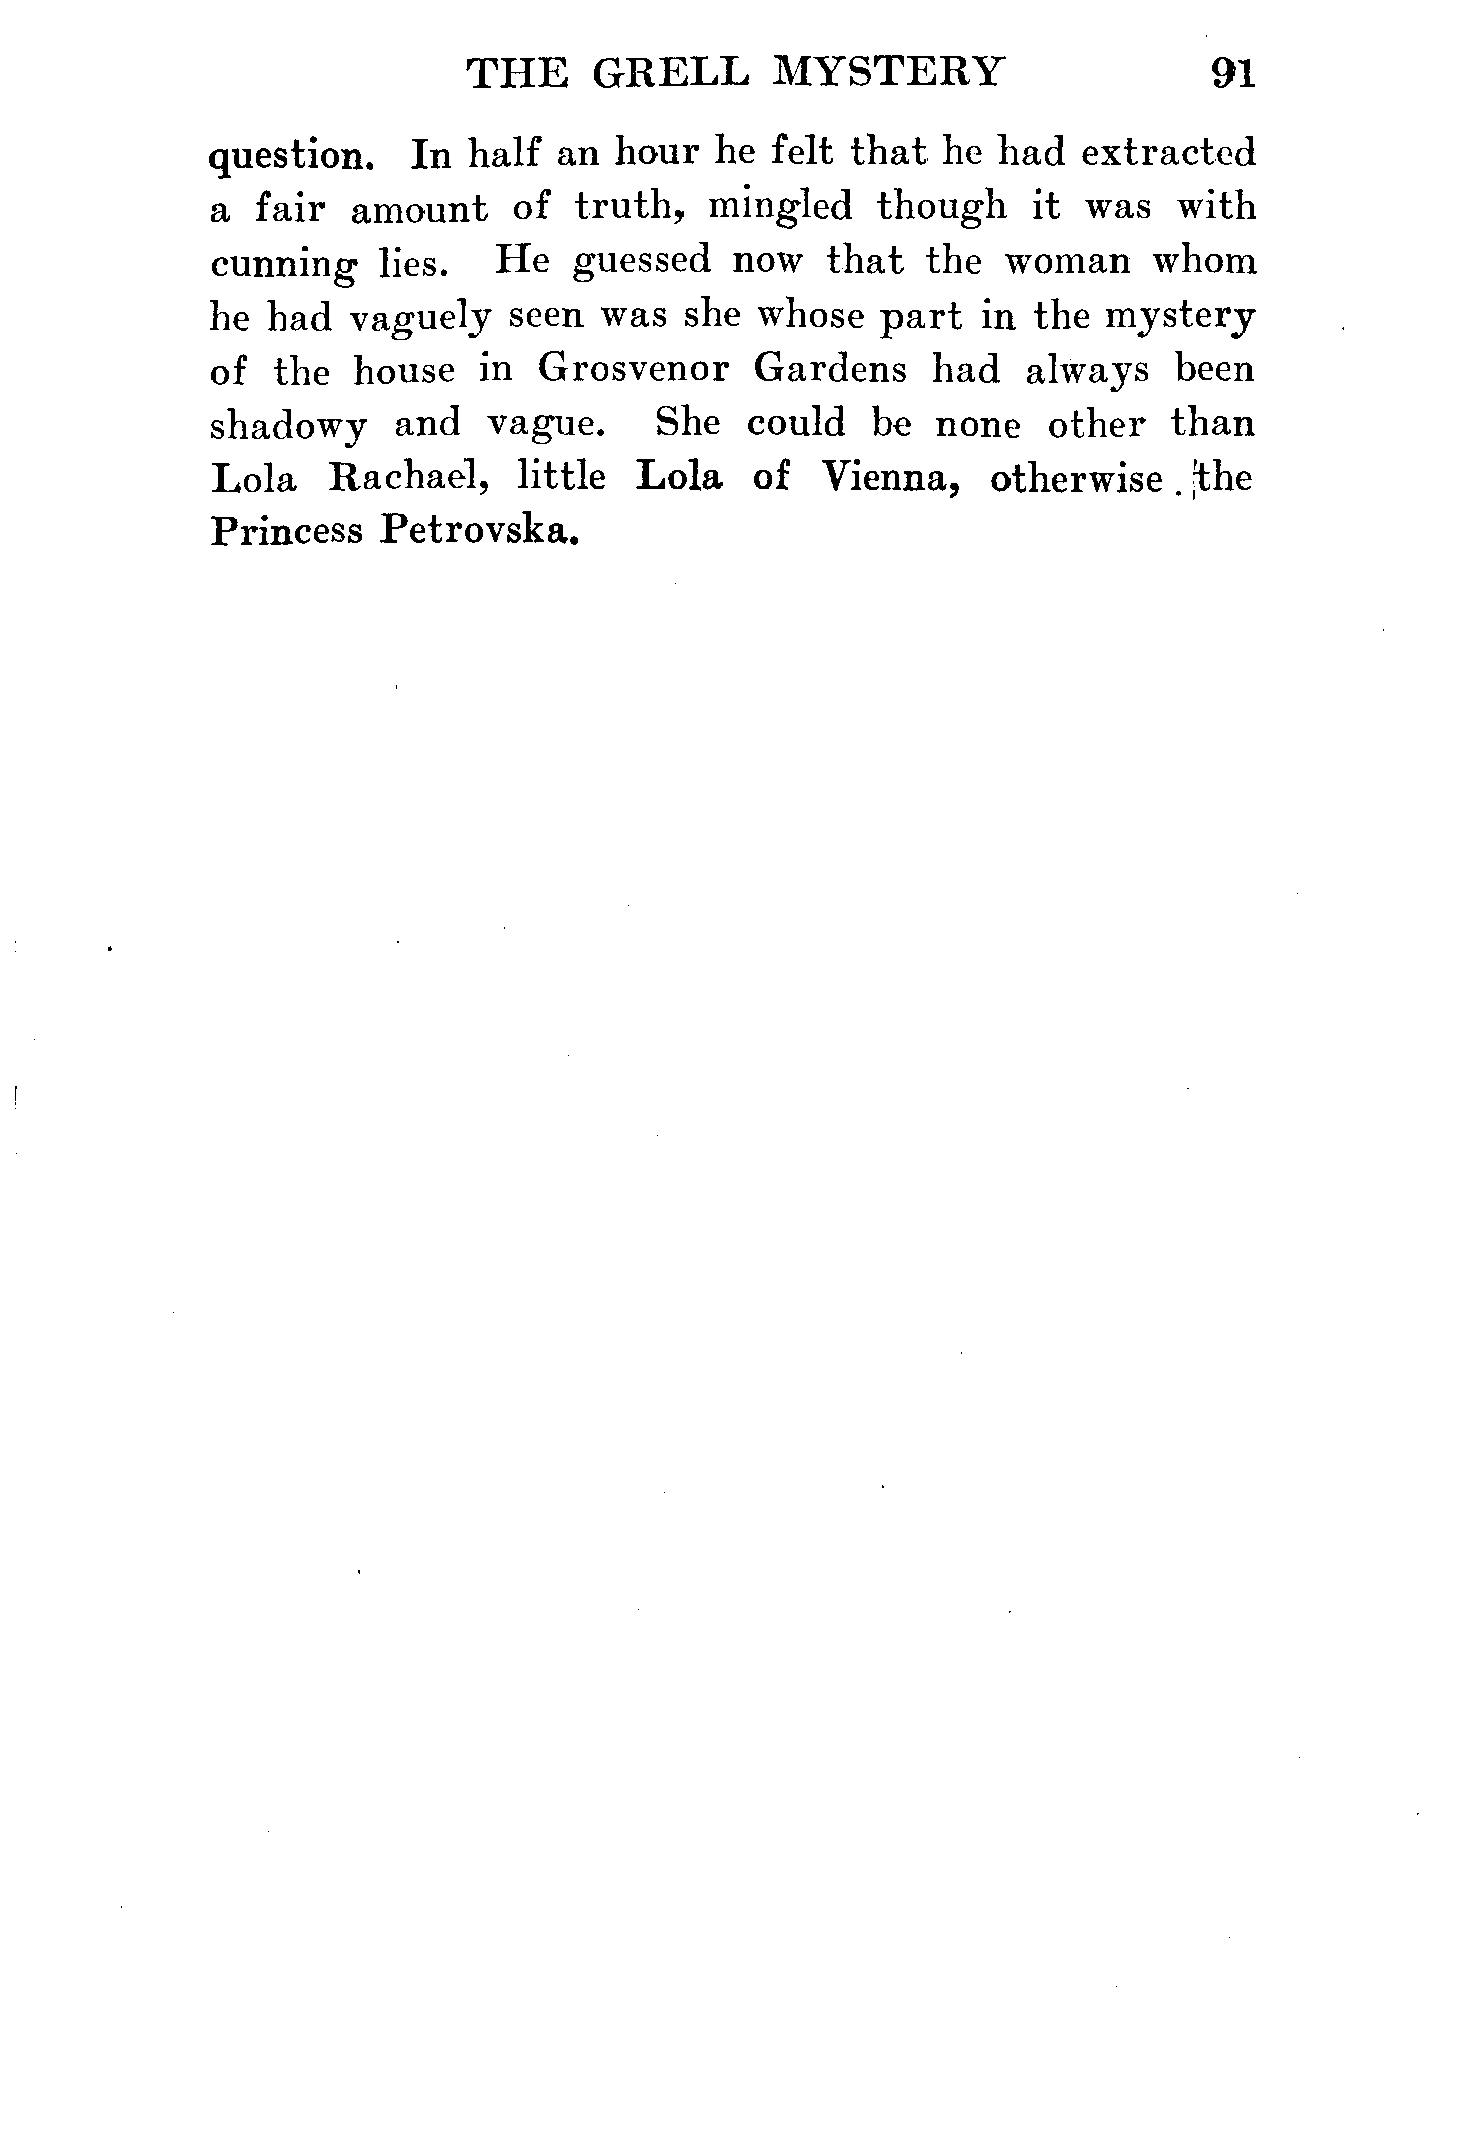 THE GRELL MYSTERY 91
question. In half an hour he felt that he had extracted
a fair amount of truth, mingled though it was with
cunning lies. He guessed now that the woman whom
he had vaguely seen was she whose part in the mystery
of the house in Grosvenor Gardens had always been
shadowy and vague. She could be none other than
Lola Rachael, little Lola of Vienna, otherwise the
Princess Petrovska.